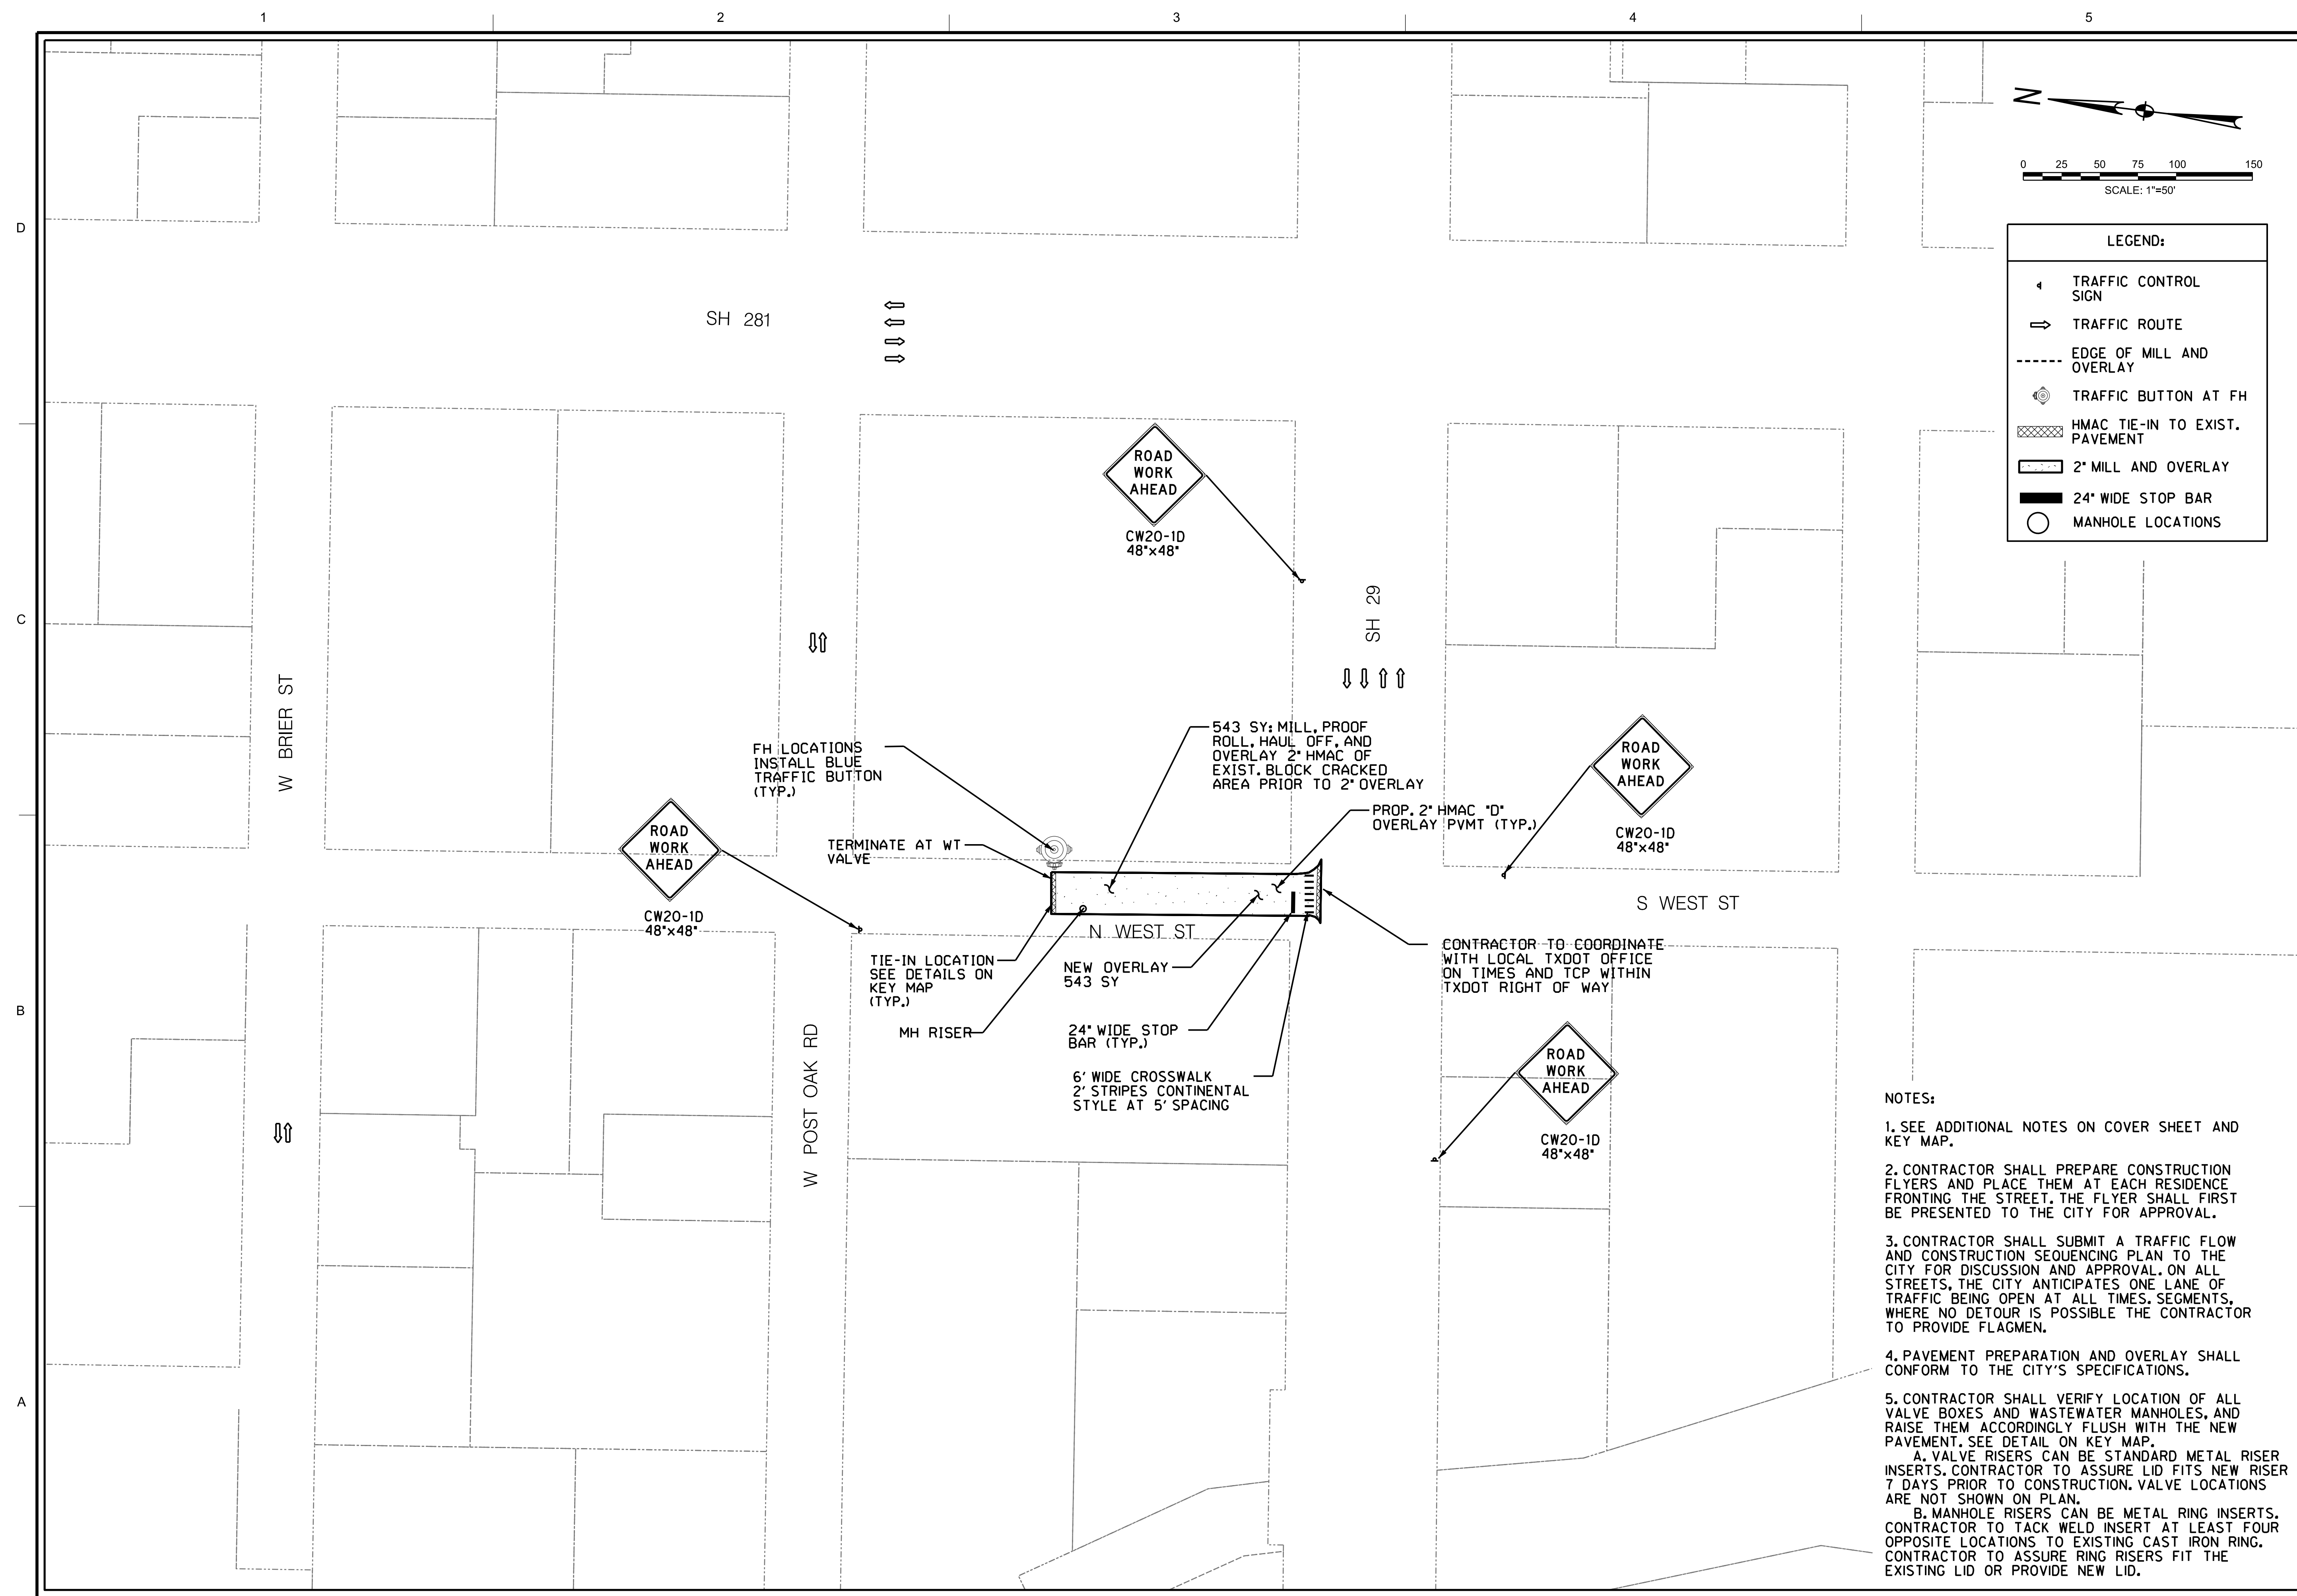 1 2 3 4 5
D
C
B
A
N
0 25 50 75 100 150
SCALE: 1"=50'
LEGEND:
TRAFFIC CONTROL
SIGN
TRAFFIC ROUTE
EDGE OF MILL AND
OVERLAY
TRAFFIC BUTTON AT FH
HMAC TIE-IN TO EXIST.
PAVEMENT
2" MILL AND OVERLAY
24" WIDE STOP BAR
MANHOLE LOCATIONS
SH 281
ROAD
WORK
AHEAD
CW20-1D
48"x48"
SH 29
W BRIER ST
FH LOCATIONS
INSTALL BLUE
TRAFFIC BUTTON
(TYP.)
543 SY: MILL, PROOF
ROLL, HAUL OFF, AND
OVERLAY 2" HMAC OF
EXIST. BLOCK CRACKED
AREA PRIOR TO 2" OVERLAY
ROAD
WORK
AHEAD
CW20-1D
48"x48"
PROP. 2" HMAC "D"
OVERLAY PVMT (TYP.)
ROAD
WORK
AHEAD
CW20-1D
48"x48"
TERMINATE AT WT
VALVE
S WEST ST
N WEST ST
TIE-IN LOCATION
SEE DETAILS ON
KEY MAP
(TYP.)
NEW OVERLAY
543 SY
CONTRACTOR TO COORDINATE
WITH LOCAL TXDOT OFFICE
ON TIMES AND TCP WITHIN
TXDOT RIGHT OF WAY
MH RISER
24" WIDE STOP
BAR (TYP.)
6' WIDE CROSSWALK
2' STRIPES CONTINENTAL
STYLE AT 5' SPACING
W POST OAK RD
ROAD
WORK
AHEAD
CW20-1D
48"x48"
NOTES:
1. SEE ADDITIONAL NOTES ON COVER SHEET AND
KEY MAP.
2. CONTRACTOR SHALL PREPARE CONSTRUCTION
FLYERS AND PLACE THEM AT EACH RESIDENCE
FRONTING THE STREET. THE FLYER SHALL FIRST
BE PRESENTED TO THE CITY FOR APPROVAL.
3. CONTRACTOR SHALL SUBMIT A TRAFFIC FLOW
AND CONSTRUCTION SEQUENCING PLAN TO THE
CITY FOR DISCUSSION AND APPROVAL. ON ALL
STREETS, THE CITY ANTICIPATES ONE LANE OF
TRAFFIC BEING OPEN AT ALL TIMES. SEGMENTS,
WHERE NO DETOUR IS POSSIBLE THE CONTRACTOR
TO PROVIDE FLAGMEN.
4. PAVEMENT PREPARATION AND OVERLAY SHALL
CONFORM TO THE CITY'S SPECIFICATIONS.
5. CONTRACTOR SHALL VERIFY LOCATION OF ALL
VALVE BOXES AND WASTEWATER MANHOLES, AND
RAISE THEM ACCORDINGLY FLUSH WITH THE NEW
PAVEMENT. SEE DETAIL ON KEY MAP.
A. VALVE RISERS CAN BE STANDARD METAL RISER
INSERTS. CONTRACTOR TO ASSURE LID FITS NEW RISER
7 DAYS PRIOR TO CONSTRUCTION. VALVE LOCATIONS
ARE NOT SHOWN ON PLAN.
B. MANHOLE RISERS CAN BE METAL RING INSERTS.
CONTRACTOR TO TACK WELD INSERT AT LEAST FOUR
OPPOSITE LOCATIONS TO EXISTING CAST IRON RING.
CONTRACTOR TO ASSURE RING RISERS FIT THE
EXISTING LID OR PROVIDE NEW LID.